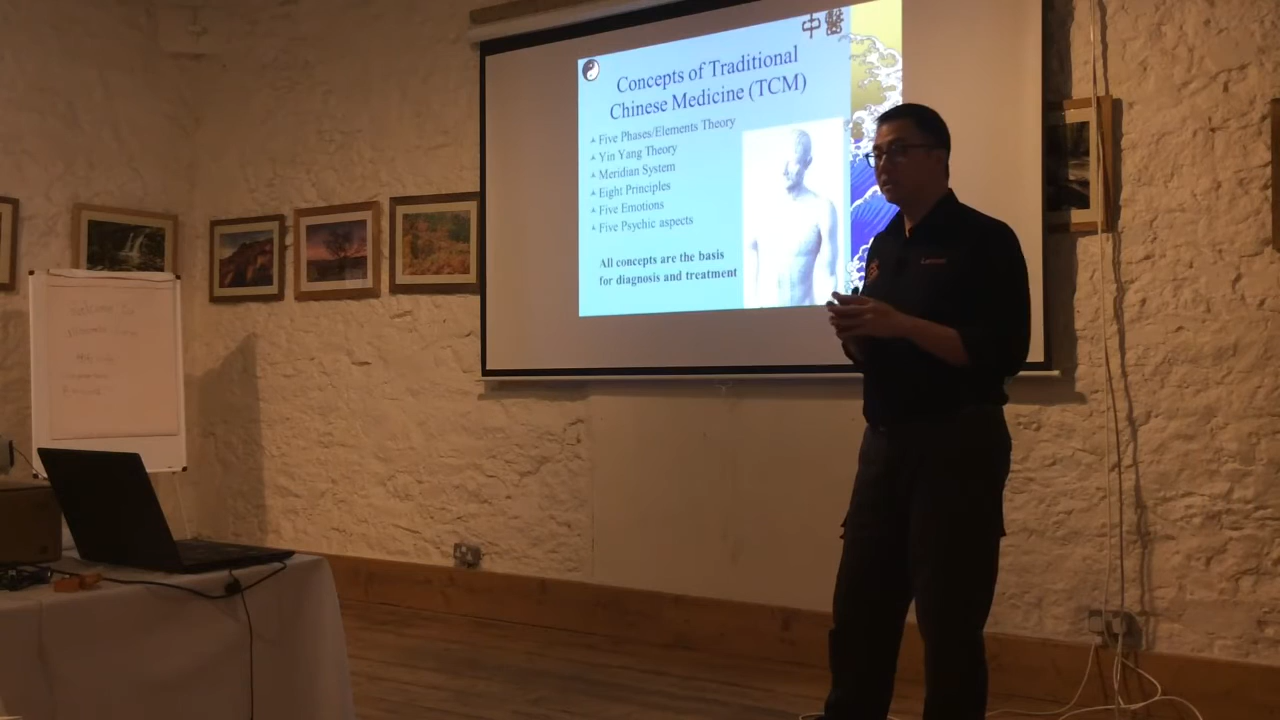 中醫
Concepts of Traditional
Chinese Medicine (TCM)
Five Phases/Elements Theory
Yin Yang Theory
Meridian System
Eight Principles
Five Emotions
Five Psychic aspects
All concepts are the basis
for diagnosis and treatment